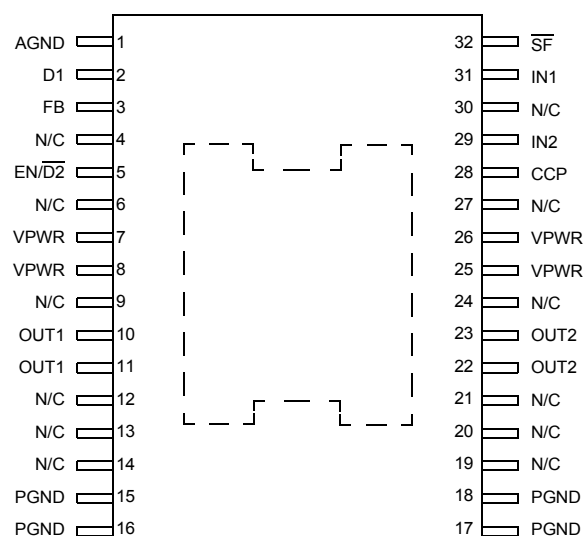 AGND 1 32 S̅F̅
D1 2 31 IN1
FB 3 30 N/C
N/C 4 29 IN2
EN/D̅2̅ 5 28 CCP
N/C 6 27 N/C
VPWR 7 26 VPWR
VPWR 8 25 VPWR
N/C 9 24 N/C
OUT1 10 23 OUT2
OUT1 11 22 OUT2
N/C 12 21 N/C
N/C 13 20 N/C
N/C 14 19 N/C
PGND 15 18 PGND
PGND 16 17 PGND